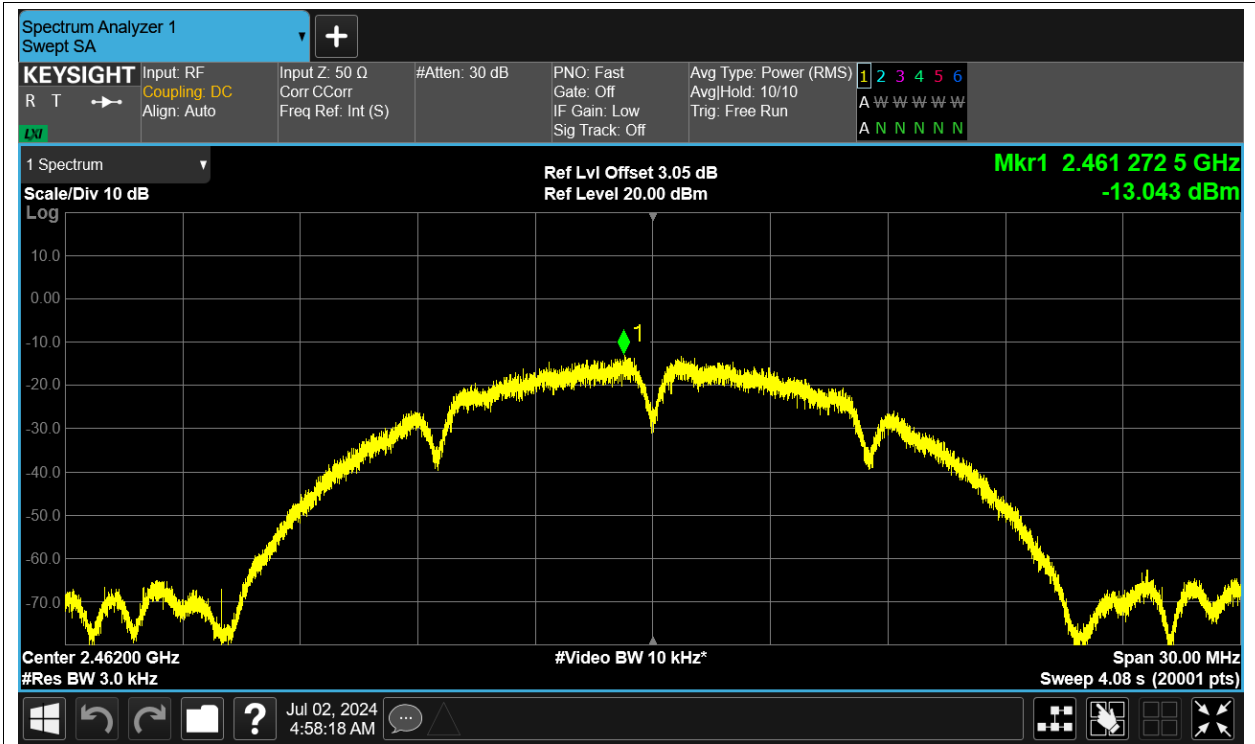 Spectrum Analyzer 1
Swept SA
KEYSIGHT
R T
LXI
Input: RF
Coupling: DC
Align: Auto
Input Z: 50 Ω
Corr CCorr
Freq Ref: Int (S)
#Atten: 30 dB
PNO: Fast
Gate: Off
IF Gain: Low
Sig Track: Off
Avg Type: Power (RMS)
Avg|Hold: 10/10
Trig: Free Run
1 2 3 4 5 6
A W W W W W
A N N N N N
1 Spectrum
Scale/Div 10 dB
Log
Ref Lvl Offset 3.05 dB
Ref Level 20.00 dBm
Mkr1 2.461 272 5 GHz
-13.043 dBm
10.0
0.00
-10.0
-20.0
-30.0
-40.0
-50.0
-60.0
-70.0
1
Center 2.46200 GHz
#Res BW 3.0 kHz
#Video BW 10 kHz*
Span 30.00 MHz
Sweep 4.08 s (20001 pts)
?
Jul 02, 2024
4:58:18 AM